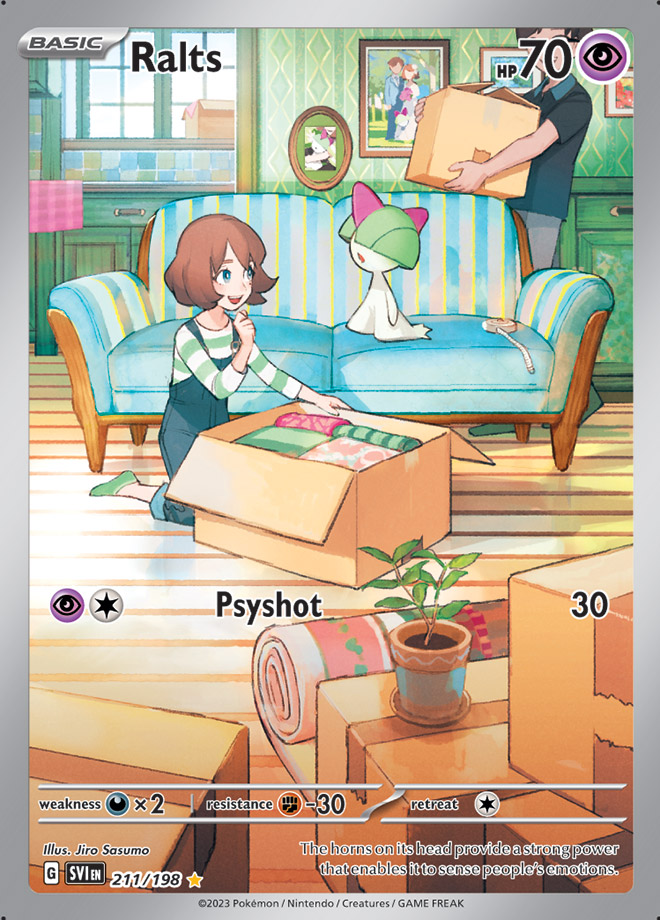 BASIC
Ralts
HP 70
Psyshot 30
weakness ×2
resistance -30
retreat
Illus. Jiro Sasumo
The horns on its head provide a strong power
that enables it to sense people's emotions.
G SVI EN 211/198
©2023 Pokémon / Nintendo / Creatures / GAME FREAK